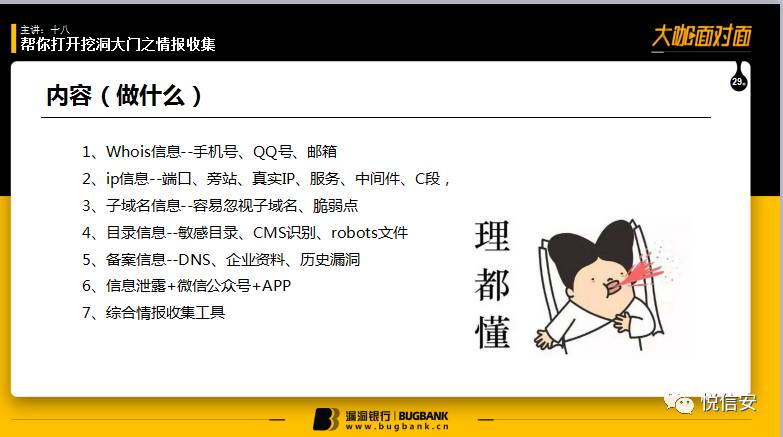 主讲：十八
帮你打开挖洞大门之情报收集
大咖面对面
29
内容（做什么）
1、Whois信息--手机号、QQ号、邮箱
2、ip信息--端口、旁站、真实IP、服务、中间件、C段，
3、子域名信息--容易忽视子域名、脆弱点
4、目录信息--敏感目录、CMS识别、robots文件
5、备案信息--DNS、企业资料、历史漏洞
6、信息泄露+微信公众号+APP
7、综合情报收集工具
理都懂
漏洞银行 BUGBANK
www.bugbank.cn
悦信安